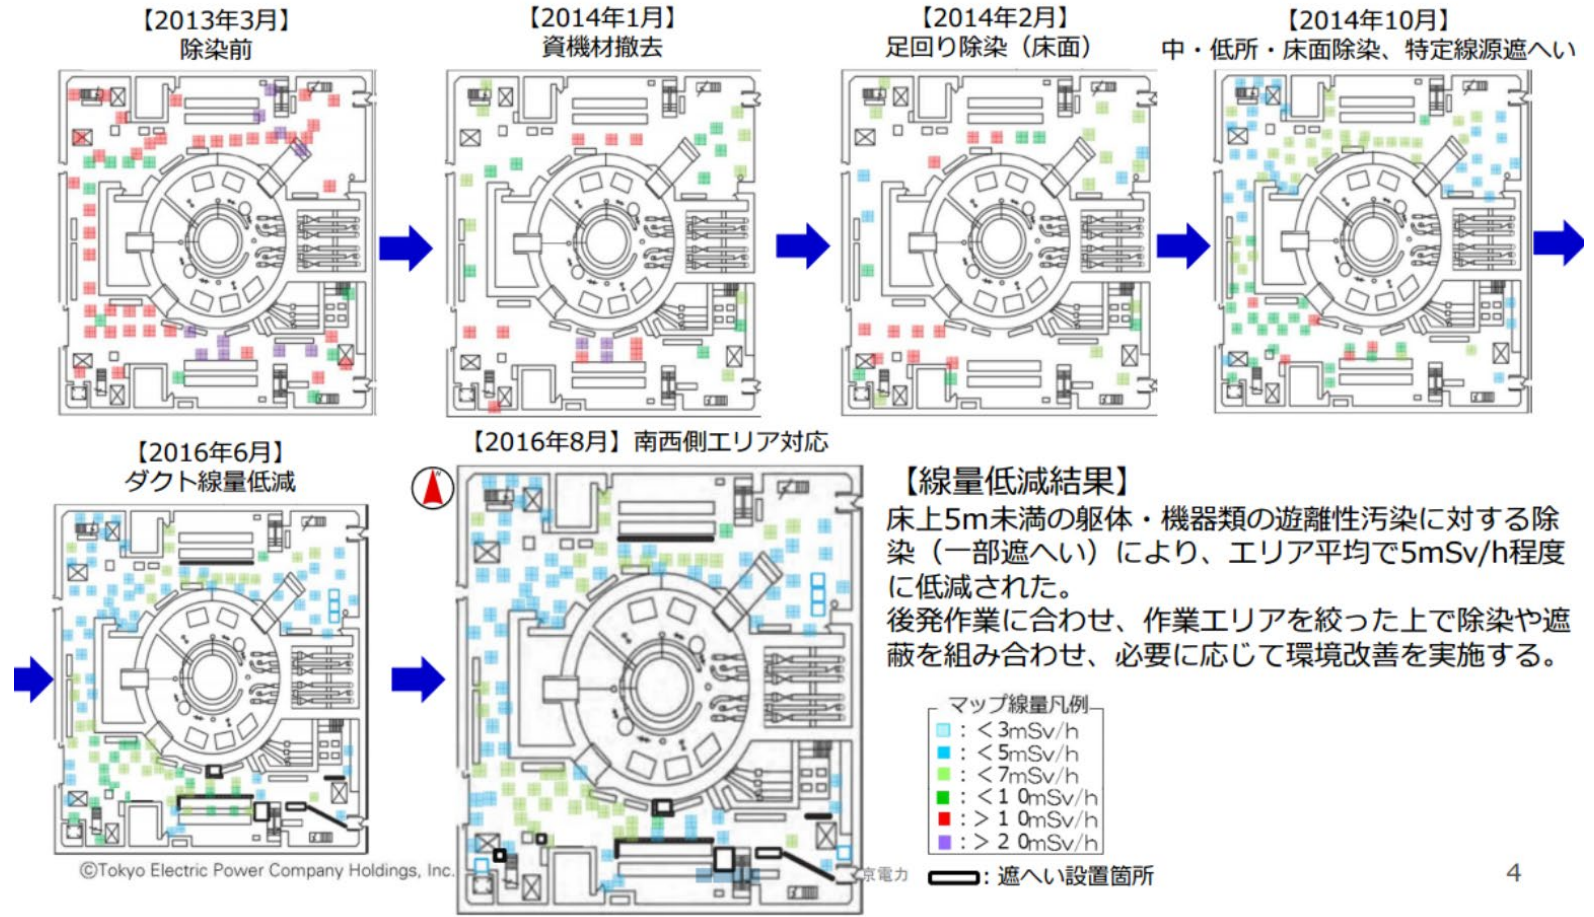 【2013年3月】
除染前
【2014年1月】
資機材撤去
【2014年2月】
足回り除染（床面）
【2014年10月】
中・低所・床面除染、特定線源遮へい
【2016年6月】
ダクト線量低減
【2016年8月】南西側エリア対応
【線量低減結果】
床上5m未満の躯体・機器類の遊離性汚染に対する除
染（一部遮へい）により、エリア平均で5mSv/h程度
に低減された。
後発作業に合わせ、作業エリアを絞った上で除染や遮
蔽を組み合わせ、必要に応じて環境改善を実施する。
マップ線量凡例
：＜3mSv/h
：＜5mSv/h
：＜7mSv/h
：＜10mSv/h
：＞10mSv/h
：＞20mSv/h
：遮へい設置箇所
©Tokyo Electric Power Company Holdings, Inc.
京電力
4